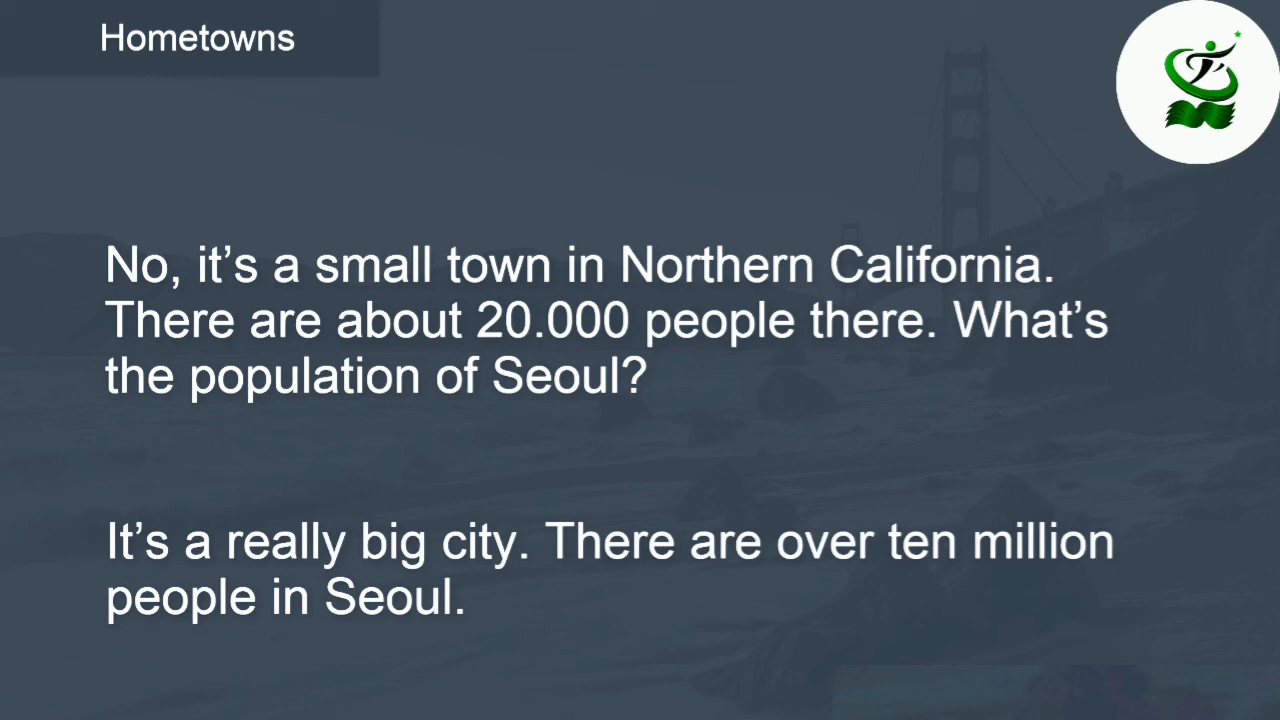 Hometowns
No, it’s a small town in Northern California.
There are about 20.000 people there. What’s
the population of Seoul?
It’s a really big city. There are over ten million
people in Seoul.